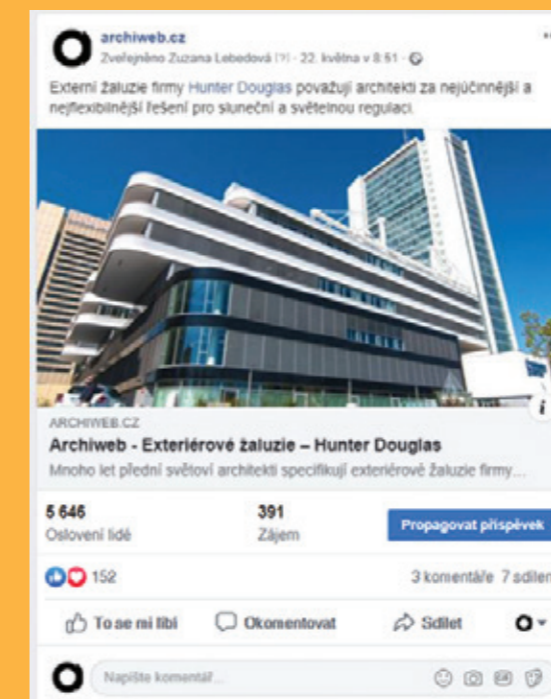 archiweb.cz
Zveřejněno Zuzana Lebedová [?] · 22. května v 8:51 ·
Externí žaluzie firmy Hunter Douglas považují architekti za nejúčinnější a
nejflexibilnější řešení pro sluneční a světelnou regulaci.
ARCHIWEB.CZ
Archiweb - Exteriérové žaluzie – Hunter Douglas
Mnoho let přední světoví architekti specifikují exteriérové žaluzie firmy…
5 646
Oslovení lidé
391
Zájem
Propagovat příspěvek
152
3 komentáře 7 sdílen
To se mi líbí
Okomentovat
Sdílet
Napište komentář...
GIF